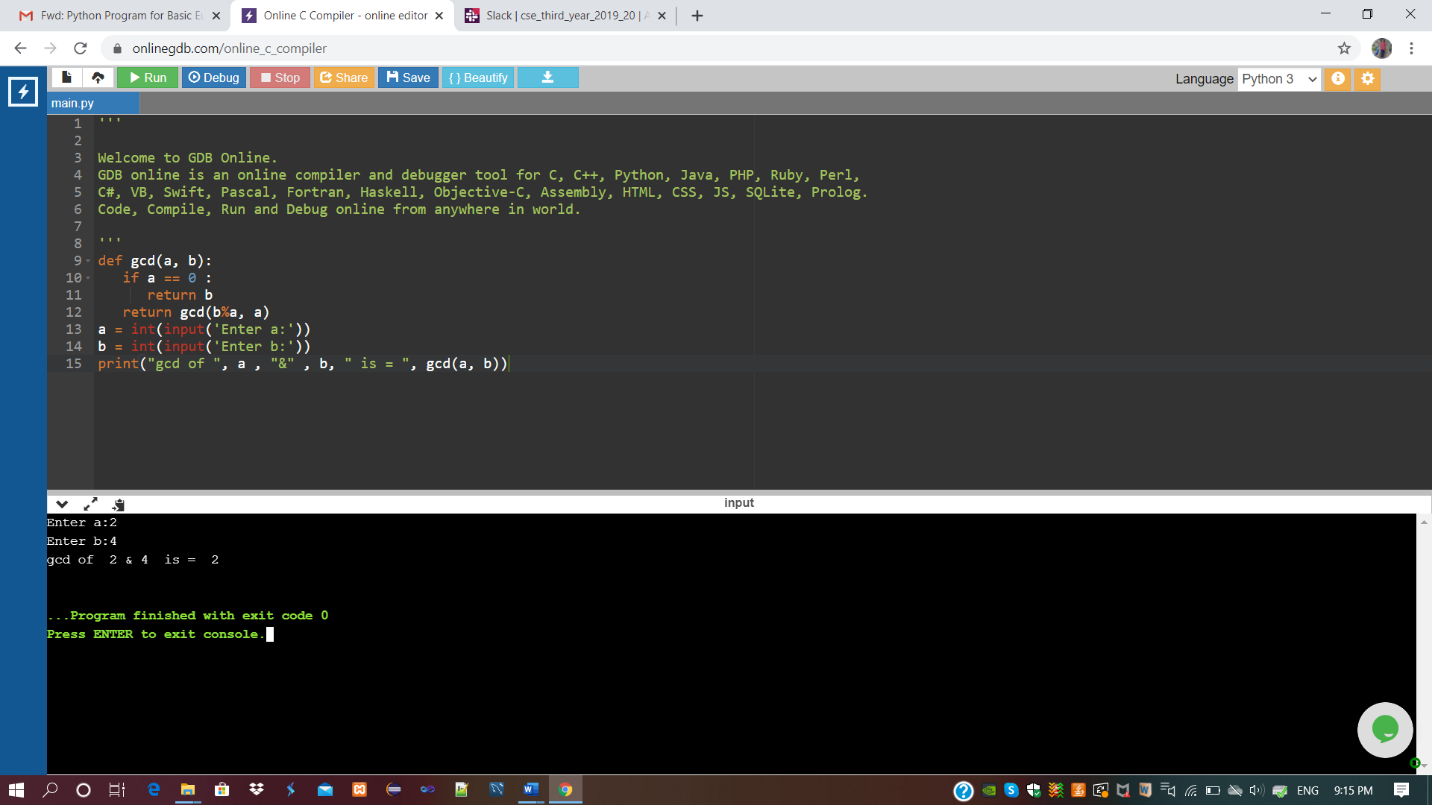 Fwd: Python Program for Basic Eu
Online C Compiler - online editor
Slack | cse_third_year_2019_20 | A
onlinegdb.com/online_c_compiler
Run Debug Stop Share Save { } Beautify
Language Python 3
main.py
1 '''
2
3 Welcome to GDB Online.
4 GDB online is an online compiler and debugger tool for C, C++, Python, Java, PHP, Ruby, Perl,
5 C#, VB, Swift, Pascal, Fortran, Haskell, Objective-C, Assembly, HTML, CSS, JS, SQLite, Prolog.
6 Code, Compile, Run and Debug online from anywhere in world.
7
8 '''
9 def gcd(a, b):
10 if a == 0 :
11 return b
12 return gcd(b%a, a)
13 a = int(input('Enter a:'))
14 b = int(input('Enter b:'))
15 print("gcd of ", a , "&" , b, " is = ", gcd(a, b))
input
Enter a:2
Enter b:4
gcd of  2 & 4  is =  2
...Program finished with exit code 0
Press ENTER to exit console.
ENG 9:15 PM